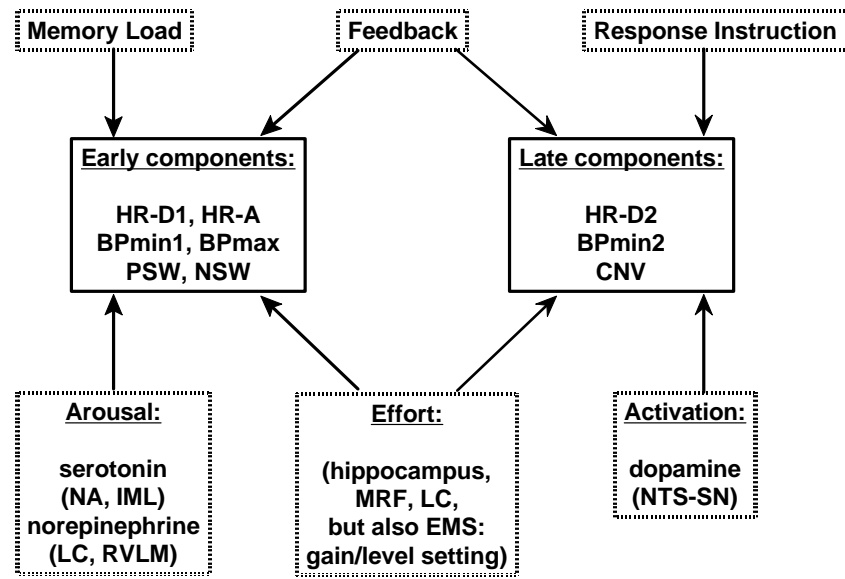 Memory Load
Feedback
Response Instruction
Early components:
HR-D1, HR-A
BPmin1, BPmax
PSW, NSW
Late components:
HR-D2
BPmin2
CNV
Arousal:
serotonin
(NA, IML)
norepinephrine
(LC, RVLM)
Effort:
(hippocampus,
MRF, LC,
but also EMS:
gain/level setting)
Activation:
dopamine
(NTS-SN)